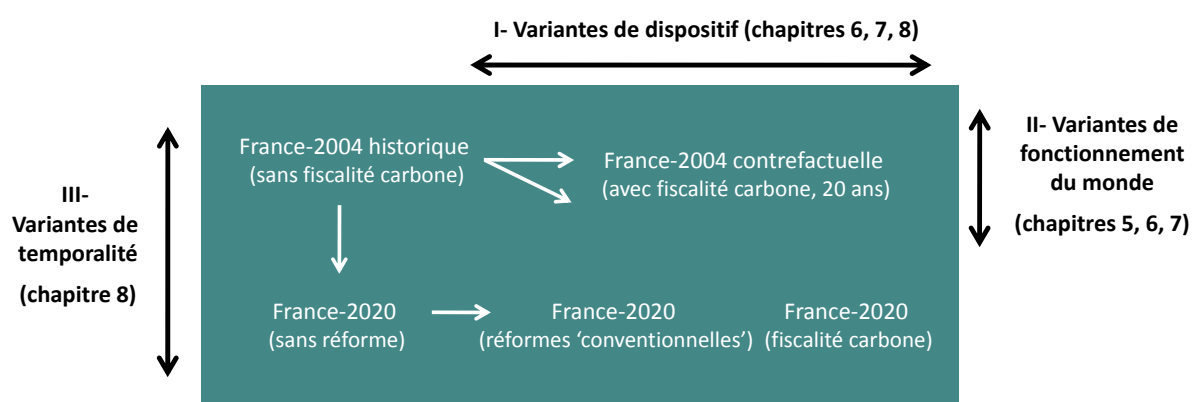 I- Variantes de dispositif (chapitres 6, 7, 8)
France-2004 historique
(sans fiscalité carbone)
France-2004 contrefactuelle
(avec fiscalité carbone, 20 ans)
II- Variantes de
fonctionnement
du monde
(chapitres 5, 6, 7)
III-
Variantes de
temporalité
(chapitre 8)
France-2020
(sans réforme)
France-2020
(réformes ‘conventionnelles’)
France-2020
(fiscalité carbone)